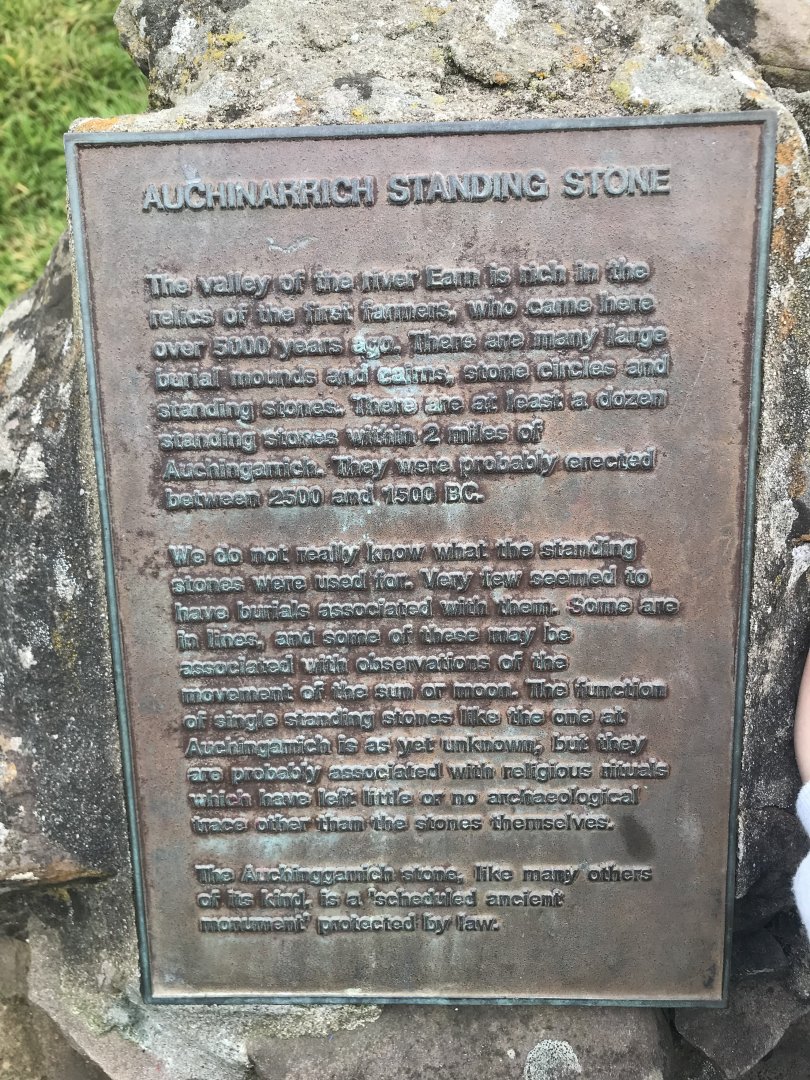 AUCHINARRICH STANDING STONE
The valley of the river Earn is rich in the
relics of the first farmers, who came here
over 5000 years ago. There are many large
burial mounds and cairns, stone circles and
standing stones. There are at least a dozen
standing stones within 2 miles of
Auchingarrich. They were probably erected
between 2500 and 1500 BC.
We do not really know what the standing
stones were used for. Very few seemed to
have burials associated with them. Some are
in lines, and some of these may be
associated with observations of the
movement of the sun or moon. The function
of single standing stones like the one at
Auchingarrich is as yet unknown, but they
are probably associated with religious rituals
which have left little or no archaeological
trace other than the stones themselves.
The Auchinggarrich stone, like many others
of its kind, is a 'scheduled ancient
monument' protected by law.